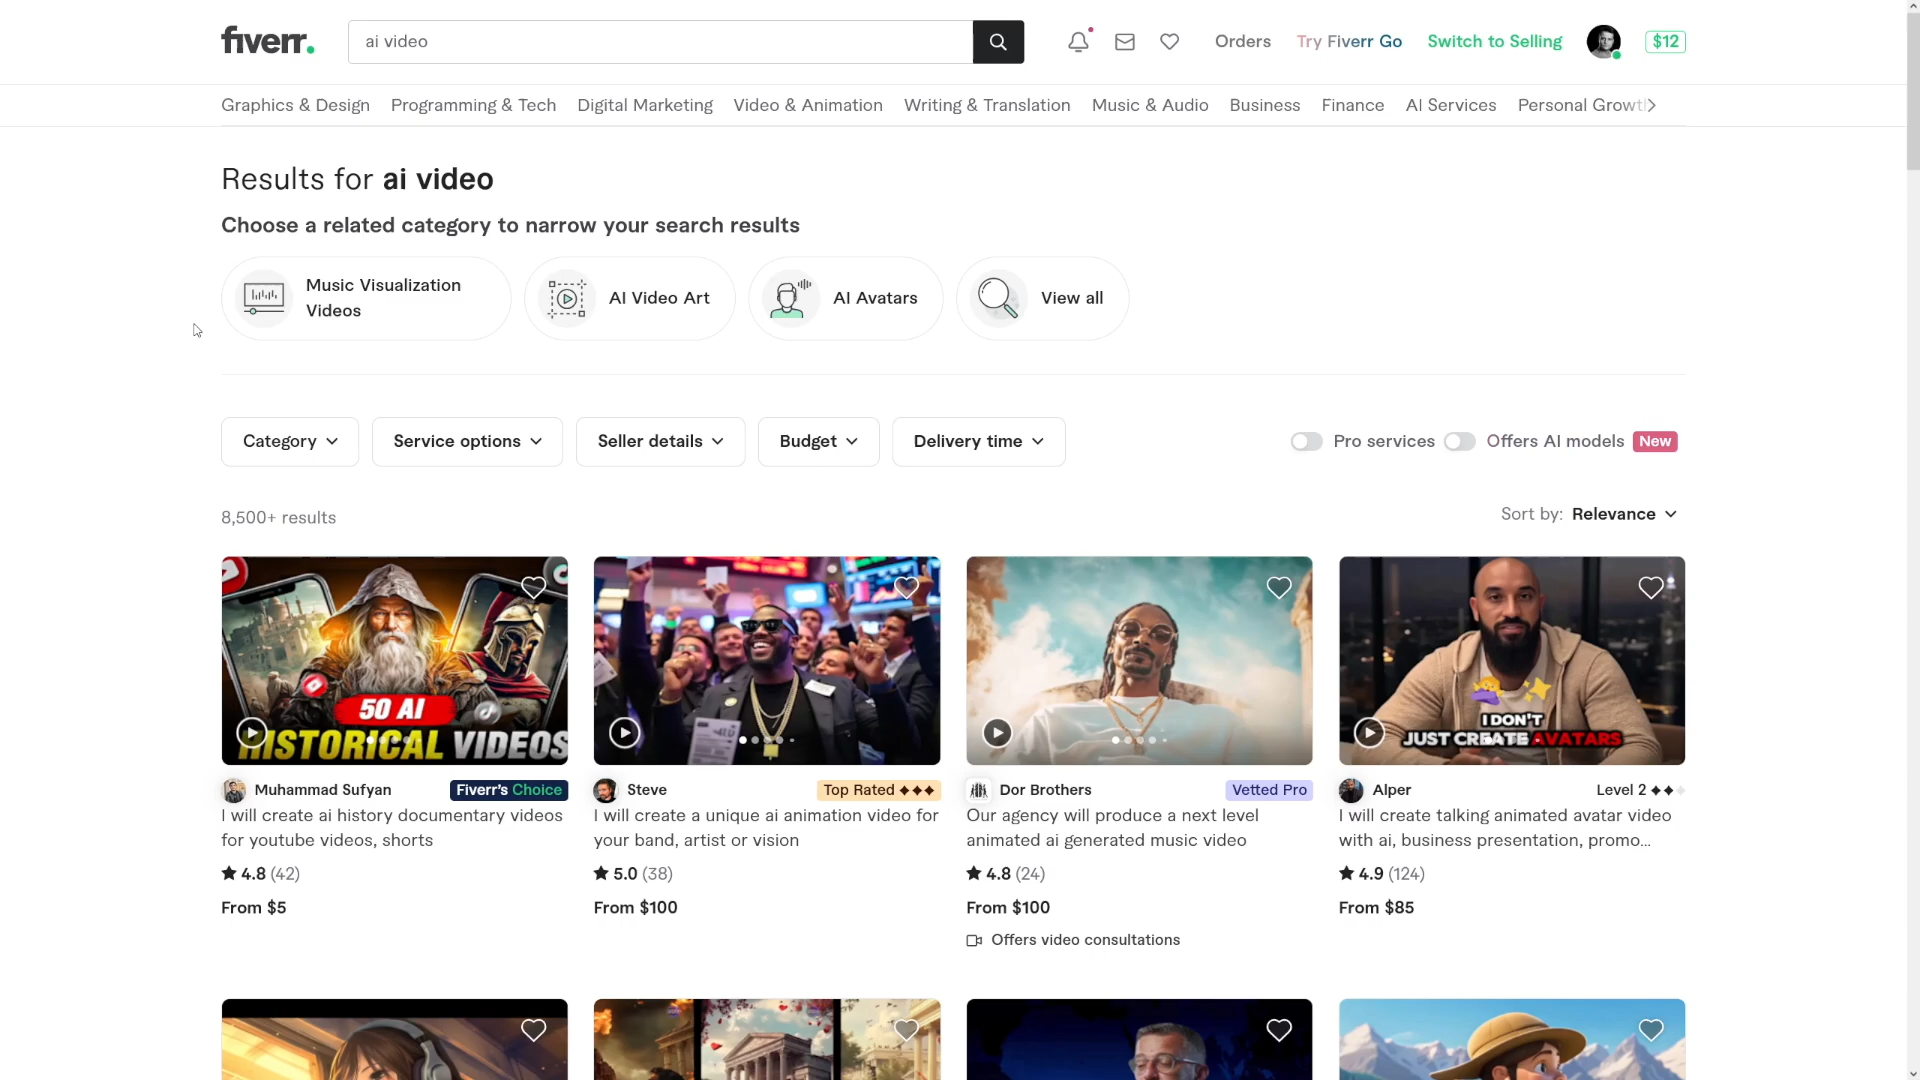 fiverr.
ai video
Orders
Try Fiverr Go
Switch to Selling
$12
Graphics & Design
Programming & Tech
Digital Marketing
Video & Animation
Writing & Translation
Music & Audio
Business
Finance
AI Services
Personal Growth
Results for ai video
Choose a related category to narrow your search results
Music Visualization
Videos
AI Video Art
AI Avatars
View all
Category
Service options
Seller details
Budget
Delivery time
Pro services
Offers AI models
New
8,500+ results
Sort by: Relevance
50 AI
HISTORICAL VIDEOS
I DON'T
JUST CREATE AVATARS
Muhammad Sufyan
Fiverr's Choice
I will create ai history documentary videos
for youtube videos, shorts
4.8 (42)
From $5
Steve
Top Rated
I will create a unique ai animation video for
your band, artist or vision
5.0 (38)
From $100
Dor Brothers
Vetted Pro
Our agency will produce a next level
animated ai generated music video
4.8 (24)
From $100
Offers video consultations
Alper
Level 2
I will create talking animated avatar video
with ai, business presentation, promo...
4.9 (124)
From $85